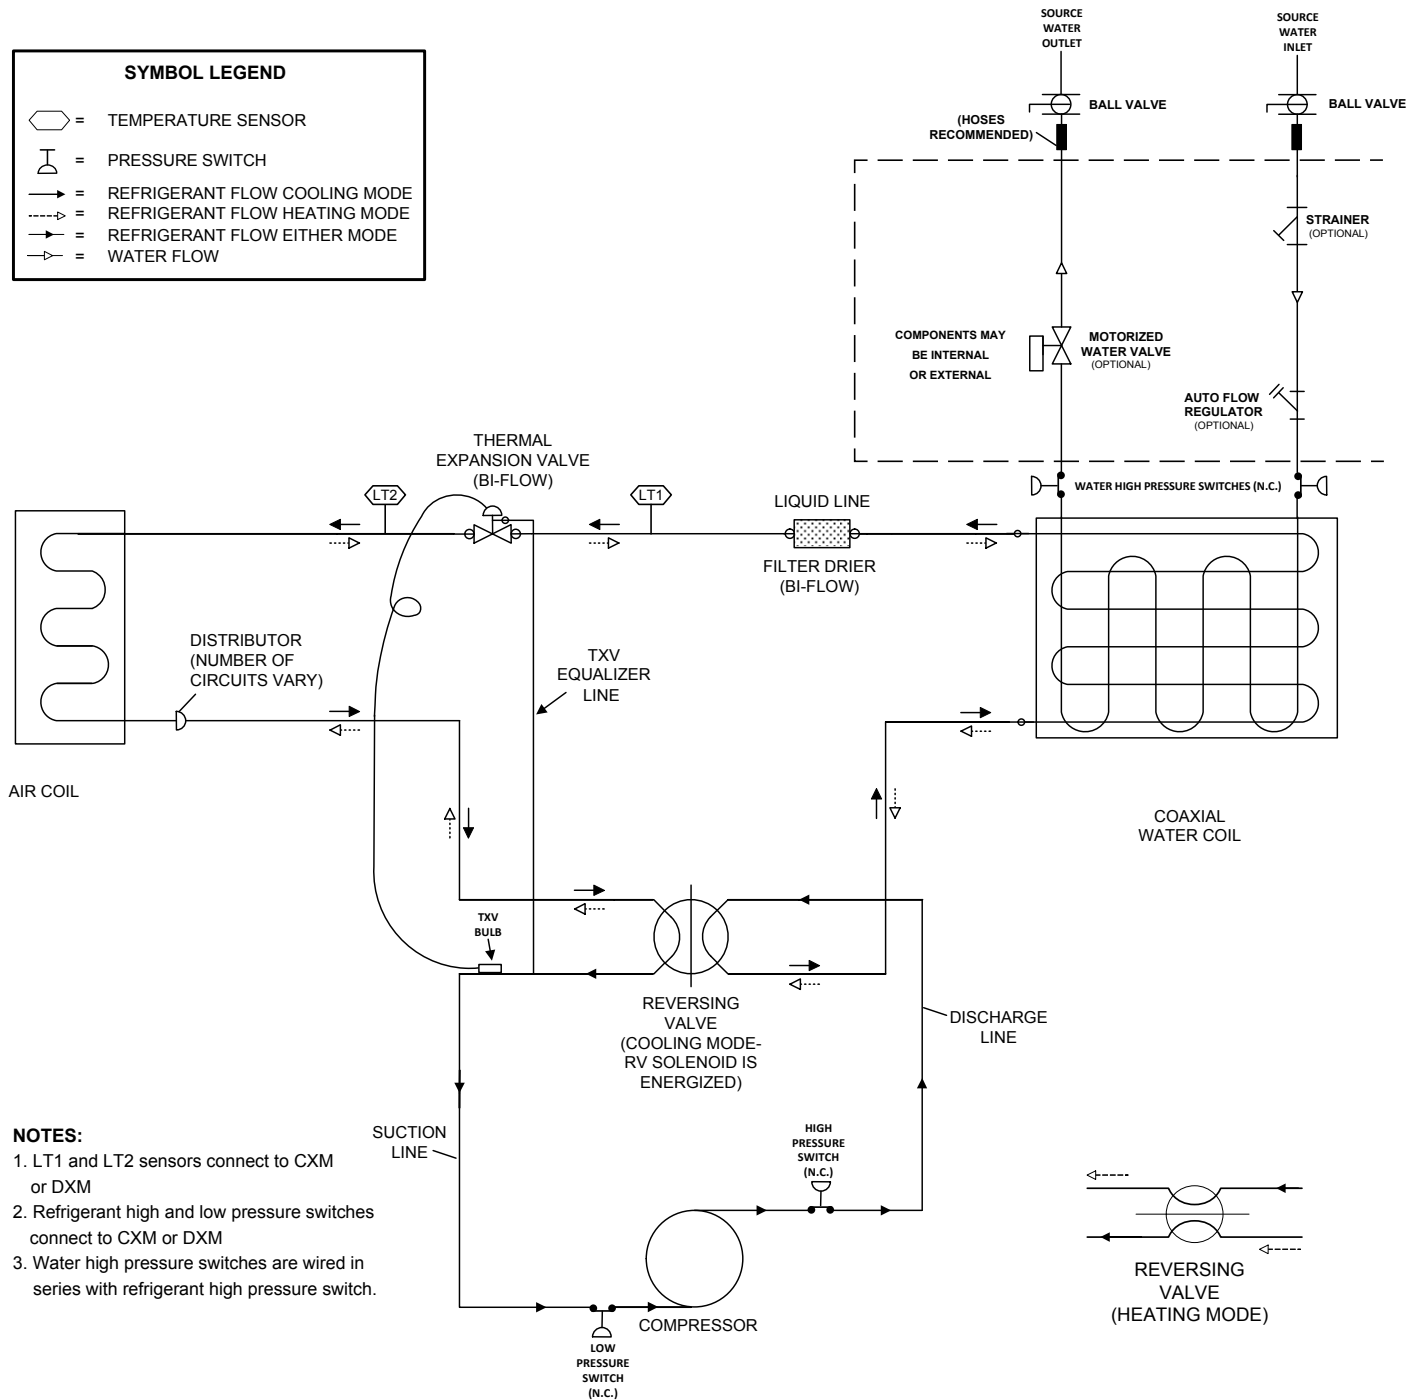 SOURCE
WATER
OUTLET
SOURCE
WATER
INLET
SYMBOL LEGEND
= TEMPERATURE SENSOR
= PRESSURE SWITCH
= REFRIGERANT FLOW COOLING MODE
= REFRIGERANT FLOW HEATING MODE
= REFRIGERANT FLOW EITHER MODE
= WATER FLOW
BALL VALVE
BALL VALVE
(HOSES
RECOMMENDED)
STRAINER
(OPTIONAL)
COMPONENTS MAY
BE INTERNAL
OR EXTERNAL
MOTORIZED
WATER VALVE
(OPTIONAL)
AUTO FLOW
REGULATOR
(OPTIONAL)
WATER HIGH PRESSURE SWITCHES (N.C.)
THERMAL
EXPANSION VALVE
(BI-FLOW)
LT2
LT1
LIQUID LINE
FILTER DRIER
(BI-FLOW)
DISTRIBUTOR
(NUMBER OF
CIRCUITS VARY)
TXV
EQUALIZER
LINE
AIR COIL
COAXIAL
WATER COIL
TXV
BULB
REVERSING
VALVE
(COOLING MODE-
RV SOLENOID IS
ENERGIZED)
DISCHARGE
LINE
SUCTION
LINE
HIGH
PRESSURE
SWITCH
(N.C.)
NOTES:
1. LT1 and LT2 sensors connect to CXM
or DXM
2. Refrigerant high and low pressure switches
connect to CXM or DXM
3. Water high pressure switches are wired in
series with refrigerant high pressure switch.
COMPRESSOR
LOW
PRESSURE
SWITCH
(N.C.)
REVERSING
VALVE
(HEATING MODE)